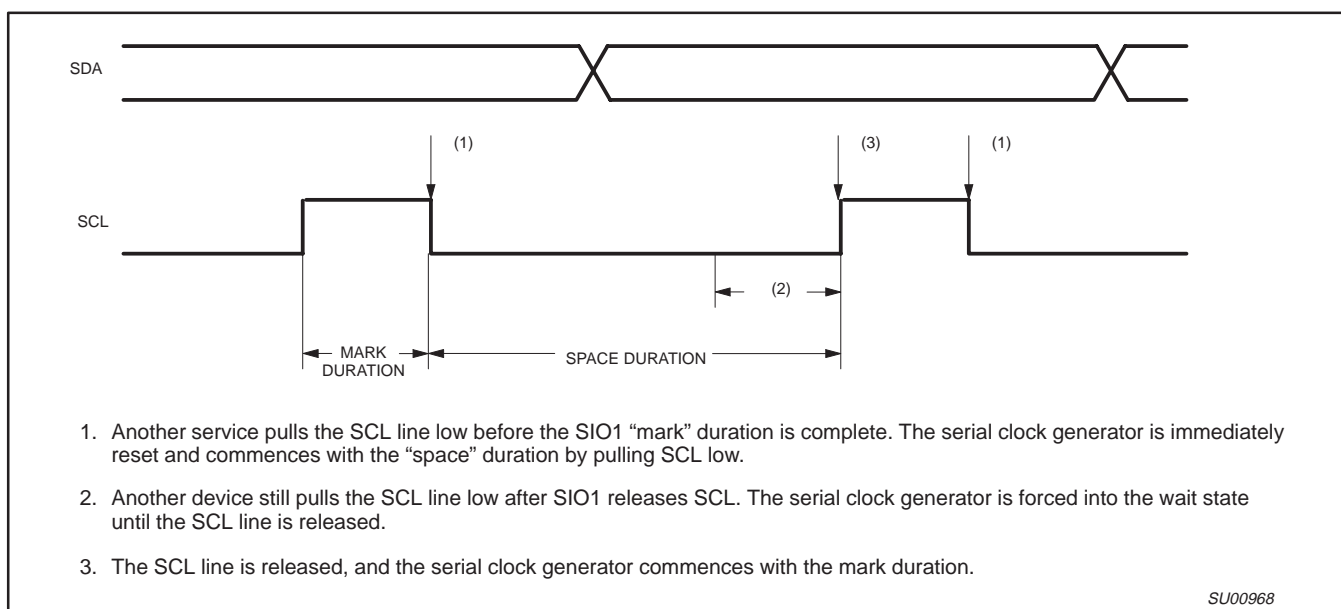 SDA
(1)
(3)
(1)
SCL
(2)
MARK
DURATION
SPACE DURATION
1. Another service pulls the SCL line low before the SIO1 “mark” duration is complete. The serial clock generator is immediately
reset and commences with the “space” duration by pulling SCL low.
2. Another device still pulls the SCL line low after SIO1 releases SCL. The serial clock generator is forced into the wait state
until the SCL line is released.
3. The SCL line is released, and the serial clock generator commences with the mark duration.
SU00968